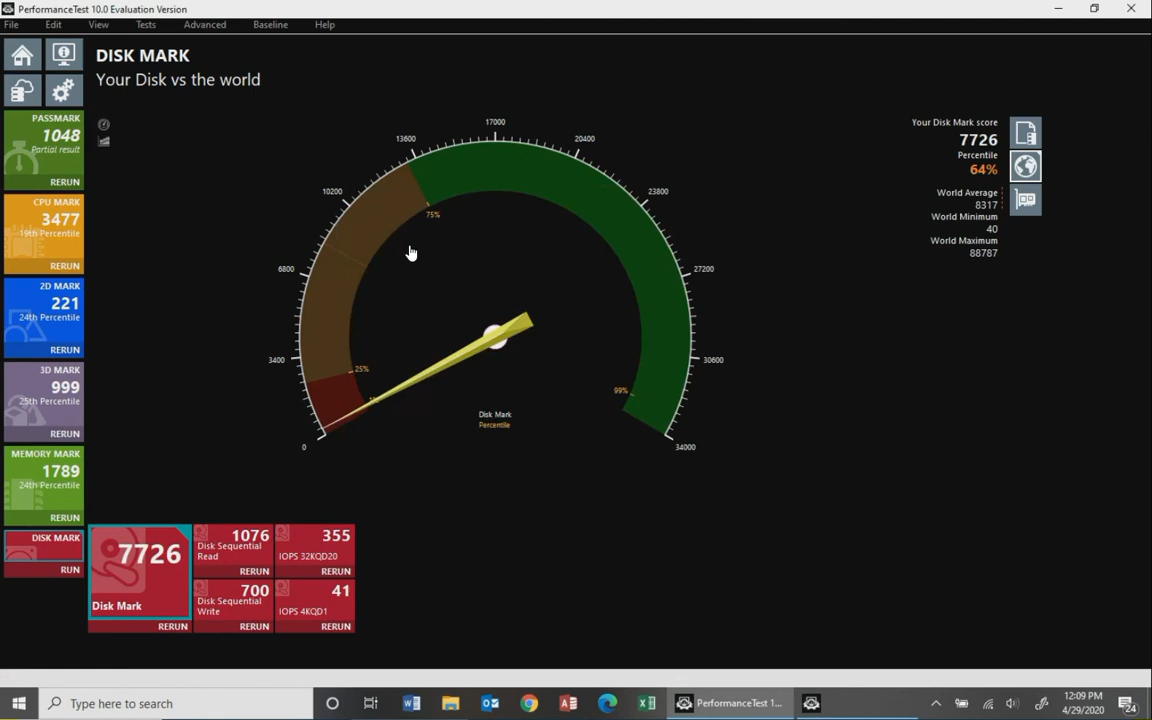 PerformanceTest 10.0 Evaluation Version
File Edit View Tests Advanced Baseline Help
DISK MARK
Your Disk vs the world
PASSMARK
1048
Partial result
RERUN
CPU MARK
3477
19th Percentile
RERUN
2D MARK
221
24th Percentile
RERUN
3D MARK
999
25th Percentile
RERUN
MEMORY MARK
1789
24th Percentile
RERUN
DISK MARK
RUN
0
3400
6800
10200
13600
17000
20400
23800
27200
30600
34000
25%
75%
99%
Disk Mark
Percentile
Your Disk Mark score
7726
Percentile
64%
World Average
8317
World Minimum
40
World Maximum
88787
7726
Disk Mark
RERUN
1076
Disk Sequential
Read
RERUN
355
IOPS 32KQD20
RERUN
700
Disk Sequential
Write
RERUN
41
IOPS 4KQD1
RERUN
Type here to search
PerformanceTest 1...
12:09 PM
4/29/2020
24